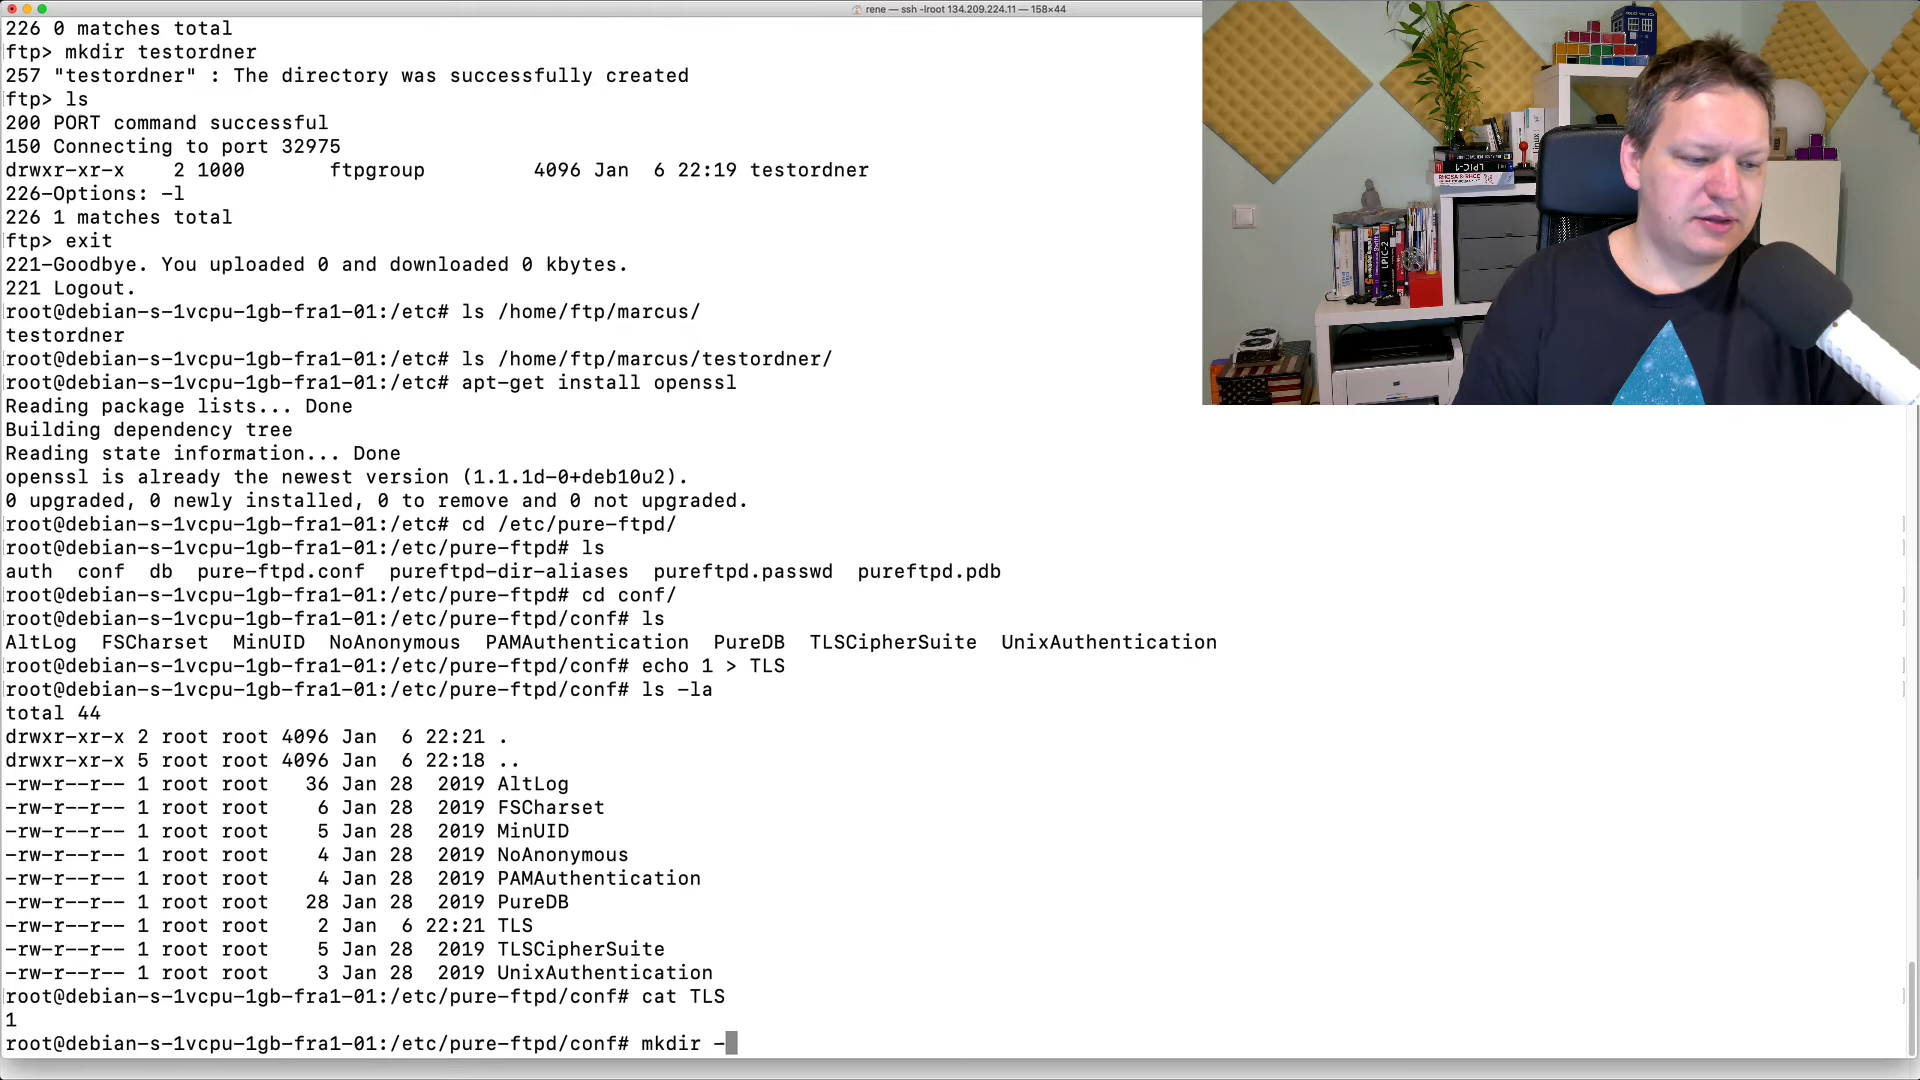 rene — ssh -lroot 134.209.224.11 — 158×44
226 0 matches total
ftp> mkdir testordner
257 "testordner" : The directory was successfully created
ftp> ls
200 PORT command successful
150 Connecting to port 32975
drwxr-xr-x    2 1000       ftpgroup         4096 Jan  6 22:19 testordner
226-Options: -l
226 1 matches total
ftp> exit
221-Goodbye. You uploaded 0 and downloaded 0 kbytes.
221 Logout.
root@debian-s-1vcpu-1gb-fra1-01:/etc# ls /home/ftp/marcus/
testordner
root@debian-s-1vcpu-1gb-fra1-01:/etc# ls /home/ftp/marcus/testordner/
root@debian-s-1vcpu-1gb-fra1-01:/etc# apt-get install openssl
Reading package lists... Done
Building dependency tree
Reading state information... Done
openssl is already the newest version (1.1.1d-0+deb10u2).
0 upgraded, 0 newly installed, 0 to remove and 0 not upgraded.
root@debian-s-1vcpu-1gb-fra1-01:/etc# cd /etc/pure-ftpd/
root@debian-s-1vcpu-1gb-fra1-01:/etc/pure-ftpd# ls
auth  conf  db  pure-ftpd.conf  pureftpd-dir-aliases  pureftpd.passwd  pureftpd.pdb
root@debian-s-1vcpu-1gb-fra1-01:/etc/pure-ftpd# cd conf/
root@debian-s-1vcpu-1gb-fra1-01:/etc/pure-ftpd/conf# ls
AltLog  FSCharset  MinUID  NoAnonymous  PAMAuthentication  PureDB  TLSCipherSuite  UnixAuthentication
root@debian-s-1vcpu-1gb-fra1-01:/etc/pure-ftpd/conf# echo 1 > TLS
root@debian-s-1vcpu-1gb-fra1-01:/etc/pure-ftpd/conf# ls -la
total 44
drwxr-xr-x 2 root root 4096 Jan  6 22:21 .
drwxr-xr-x 5 root root 4096 Jan  6 22:18 ..
-rw-r--r-- 1 root root   36 Jan 28  2019 AltLog
-rw-r--r-- 1 root root    6 Jan 28  2019 FSCharset
-rw-r--r-- 1 root root    5 Jan 28  2019 MinUID
-rw-r--r-- 1 root root    4 Jan 28  2019 NoAnonymous
-rw-r--r-- 1 root root    4 Jan 28  2019 PAMAuthentication
-rw-r--r-- 1 root root   28 Jan 28  2019 PureDB
-rw-r--r-- 1 root root    2 Jan  6 22:21 TLS
-rw-r--r-- 1 root root    5 Jan 28  2019 TLSCipherSuite
-rw-r--r-- 1 root root    3 Jan 28  2019 UnixAuthentication
root@debian-s-1vcpu-1gb-fra1-01:/etc/pure-ftpd/conf# cat TLS
1
root@debian-s-1vcpu-1gb-fra1-01:/etc/pure-ftpd/conf# mkdir -
LPIC-1
LPIC-2